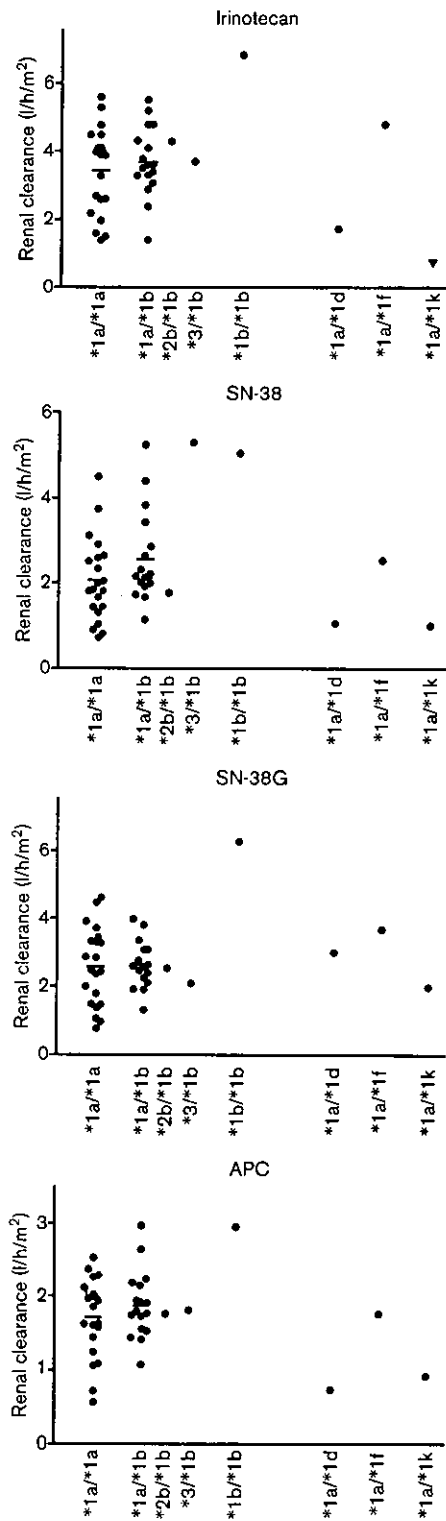 Irinotecan
Renal clearance (l/h/m²)
6
4
2
0
*1a/*1a
*1a/*1b
*2b/*1b
*3/*1b
*1b/*1b
*1a/*1d
*1a/*1f
*1a/*1k
SN-38
Renal clearance (l/h/m²)
6
4
2
0
*1a/*1a
*1a/*1b
*2b/*1b
*3/*1b
*1b/*1b
*1a/*1d
*1a/*1f
*1a/*1k
SN-38G
Renal clearance (l/h/m²)
6
4
2
0
*1a/*1a
*1a/*1b
*2b/*1b
*3/*1b
*1b/*1b
*1a/*1d
*1a/*1f
*1a/*1k
APC
Renal clearance (l/h/m²)
3
2
1
0
*1a/*1a
*1a/*1b
*2b/*1b
*3/*1b
*1b/*1b
*1a/*1d
*1a/*1f
*1a/*1k